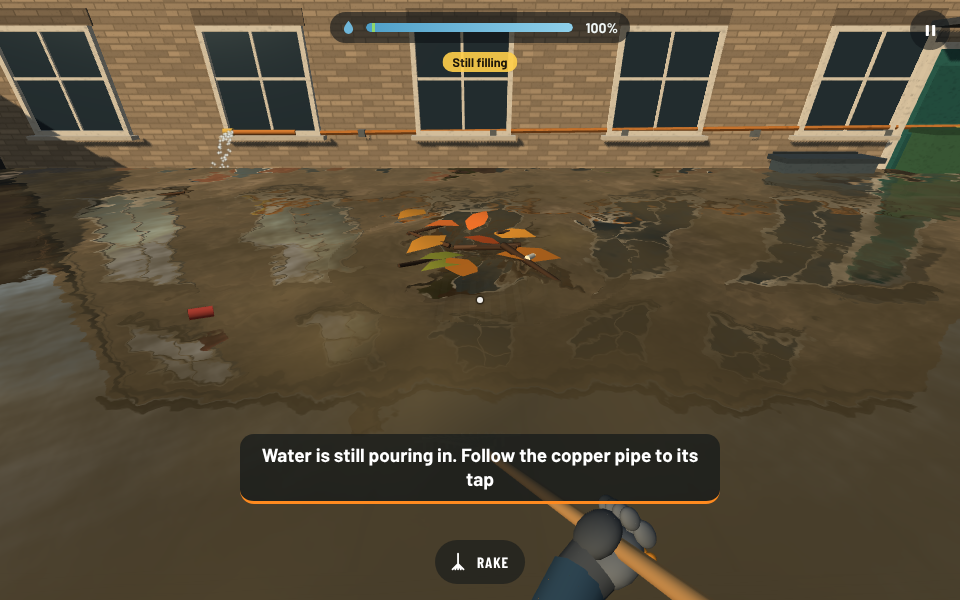 100%
Still filling
Water is still pouring in. Follow the copper pipe to its
tap
RAKE